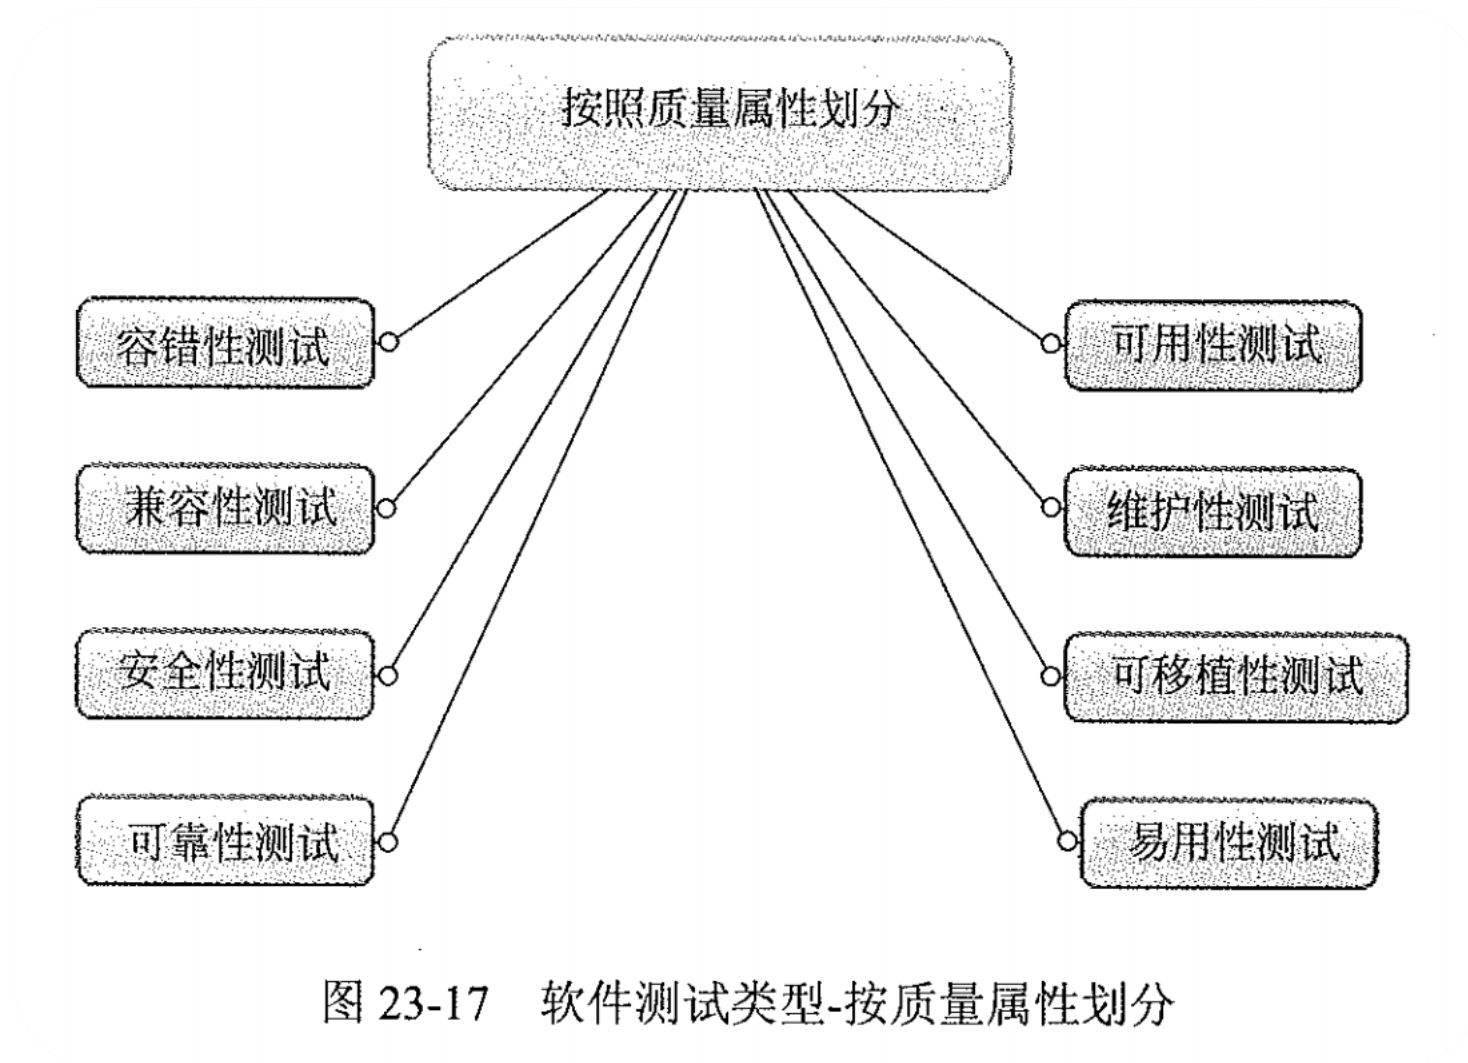 按照质量属性划分
容错性测试
可用性测试
兼容性测试
维护性测试
安全性测试
可移植性测试
可靠性测试
易用性测试
图 23-17 软件测试类型-按质量属性划分